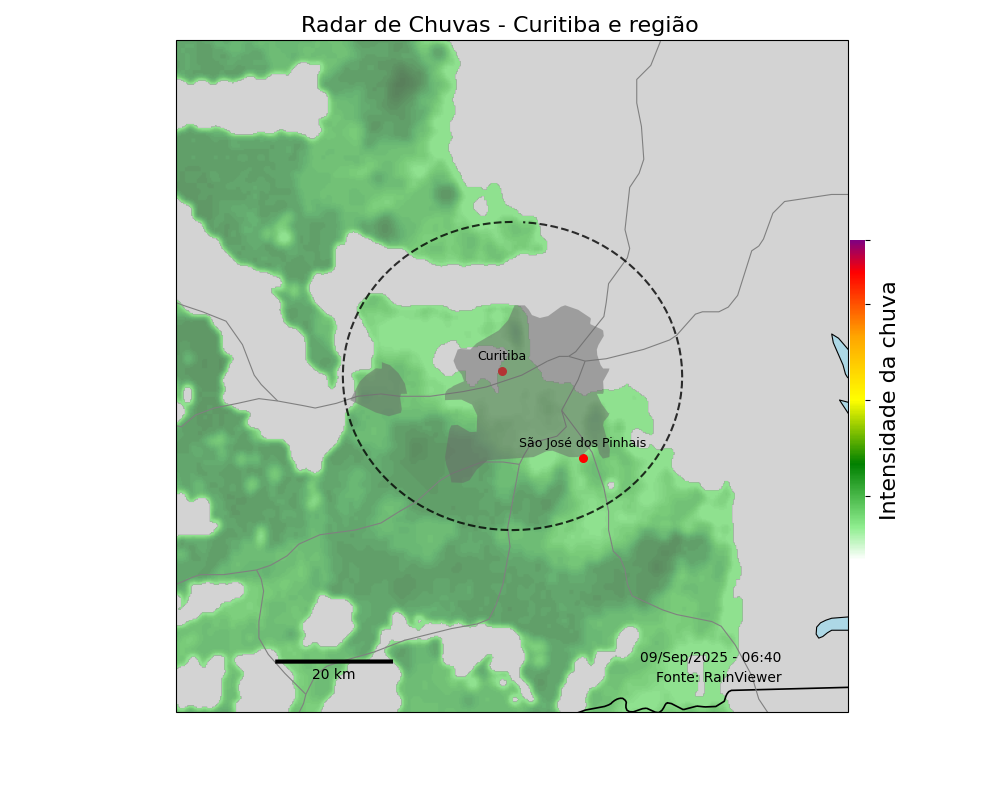 Radar de Chuvas - Curitiba e região
Curitiba
São José dos Pinhais
Intensidade da chuva
09/Sep/2025 - 06:40
Fonte: RainViewer
20 km